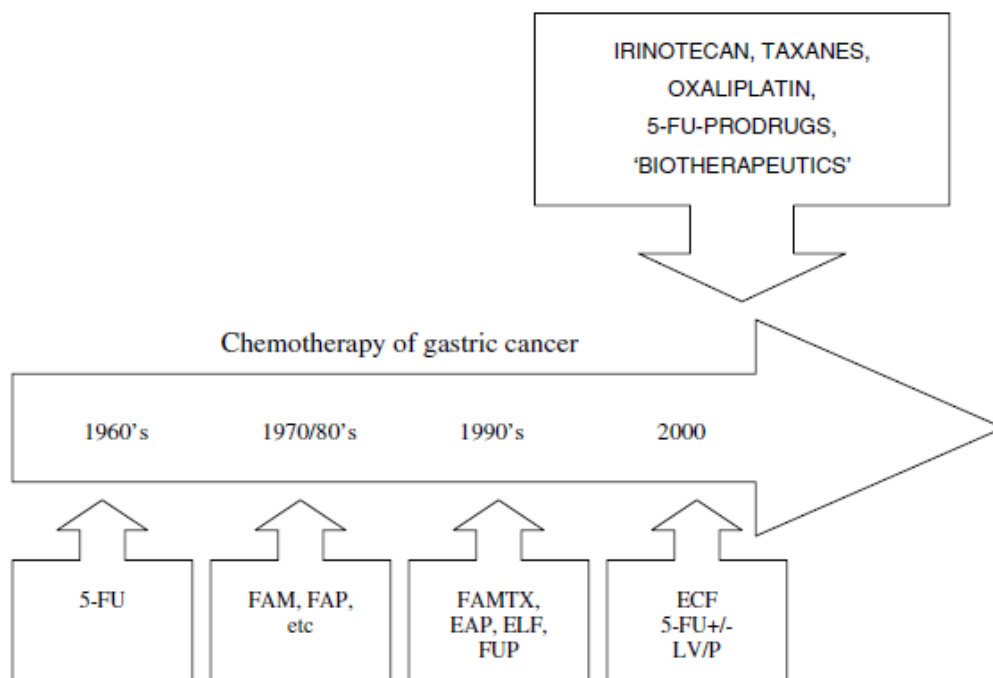 IRINOTECAN, TAXANES,
OXALIPLATIN,
5-FU-PRODRUGS,
‘BIOTHERAPEUTICS’
Chemotherapy of gastric cancer
1960’s
1970/80’s
1990’s
2000
5-FU
FAM, FAP,
etc
FAMTX,
EAP, ELF,
FUP
ECF
5-FU+/-
LV/P